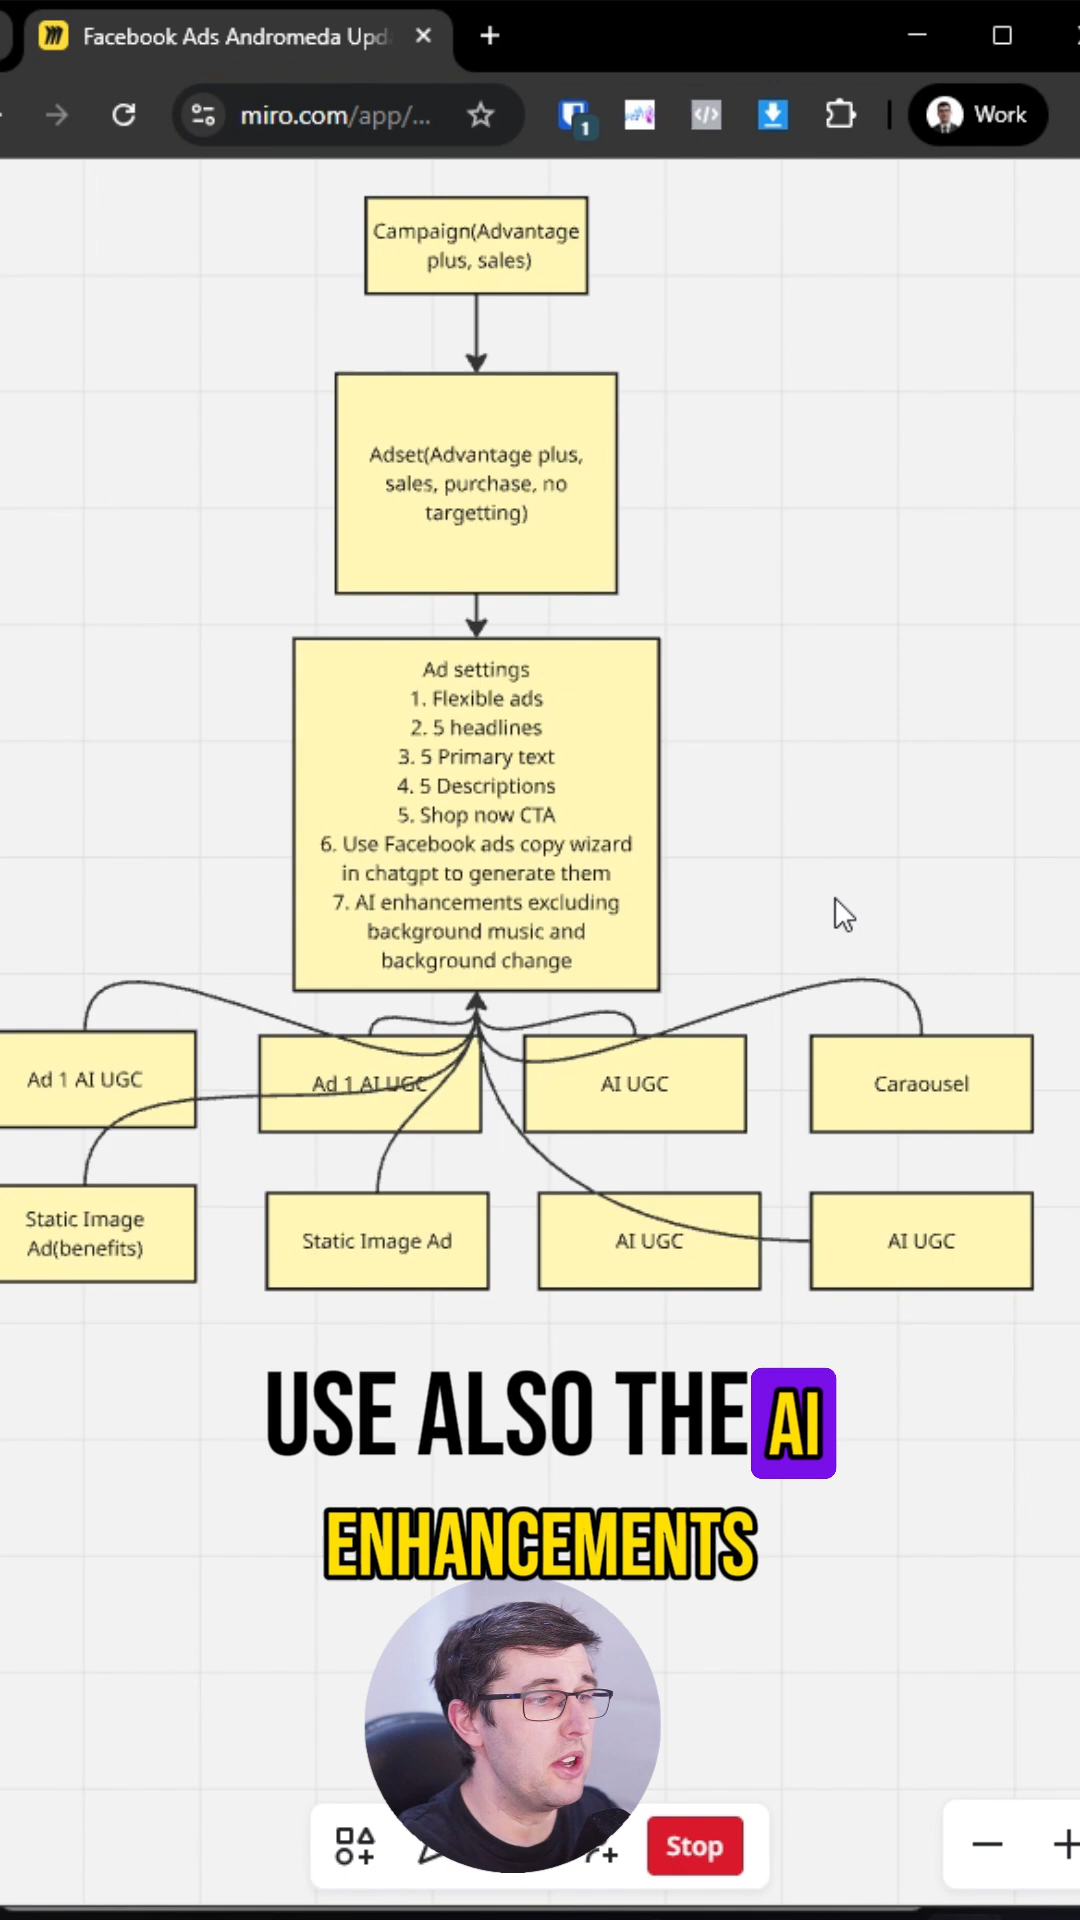 Facebook Ads Andromeda Upd
miro.com/app/...
1
Work
Campaign(Advantage
plus, sales)
Adset(Advantage plus,
sales, purchase, no
targetting)
Ad settings
1. Flexible ads
2. 5 headlines
3. 5 Primary text
4. 5 Descriptions
5. Shop now CTA
6. Use Facebook ads copy wizard
in chatgpt to generate them
7. AI enhancements excluding
background music and
background change
Ad 1 AI UGC
Ad 1 AI UGC
AI UGC
Caraousel
Static Image
Ad(benefits)
Static Image Ad
AI UGC
AI UGC
USE ALSO THE AI
ENHANCEMENTS
Stop